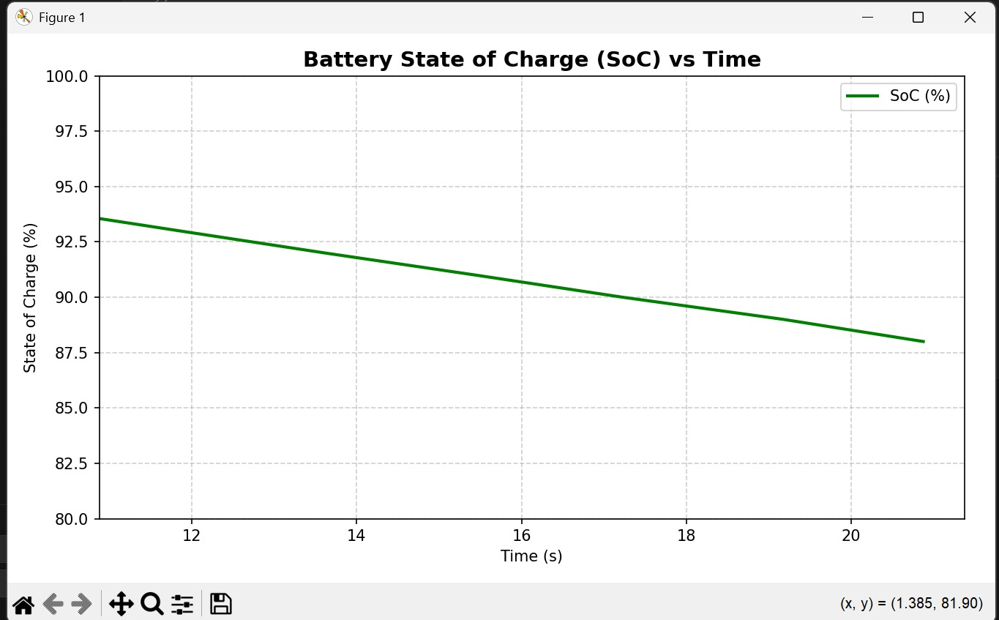 Figure 1
Battery State of Charge (SoC) vs Time
SoC (%)
100.0
97.5
95.0
92.5
90.0
87.5
85.0
82.5
80.0
State of Charge (%)
12 14 16 18 20
Time (s)
(x, y) = (1.385, 81.90)